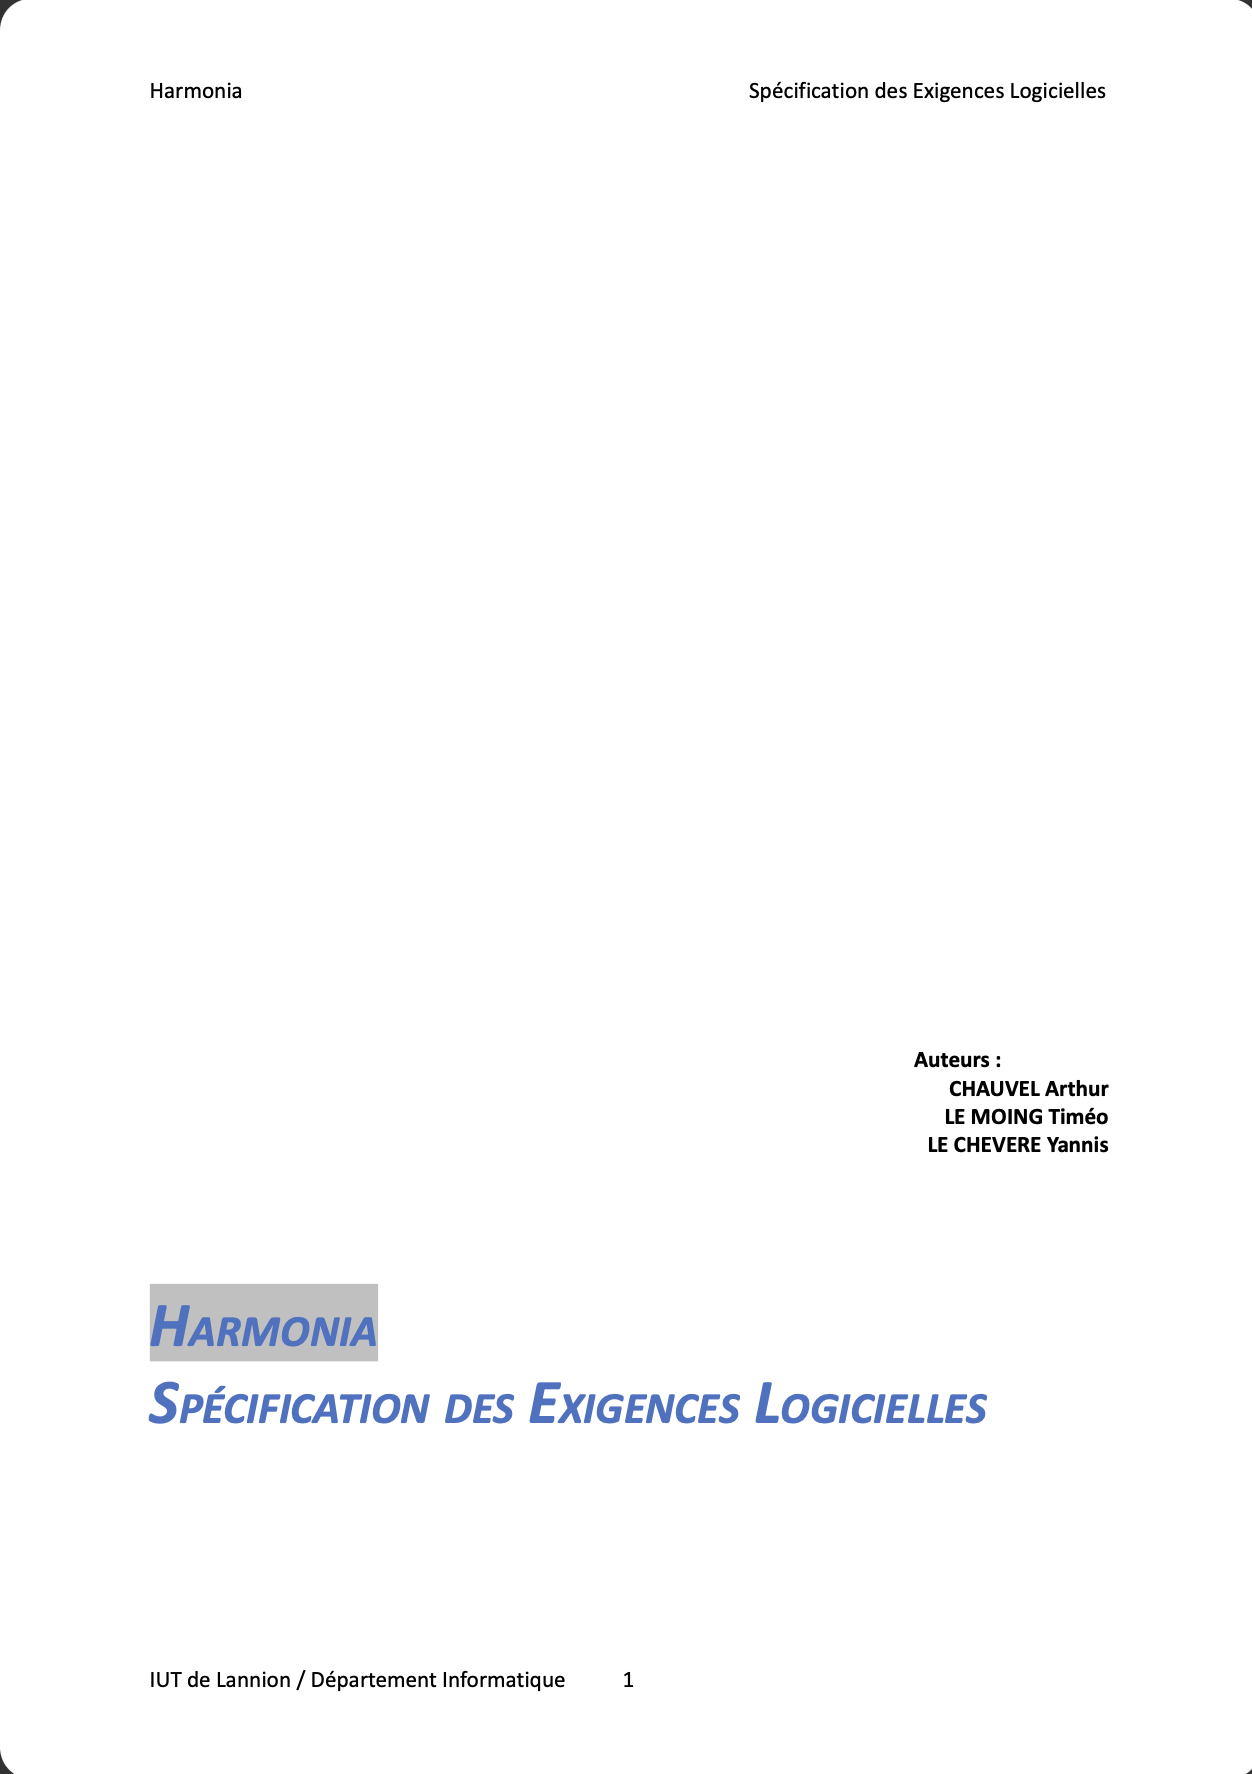 Harmonia Spécification des Exigences Logicielles
Auteurs :
CHAUVEL Arthur
LE MOING Timéo
LE CHEVERE Yannis
HARMONIA
SPÉCIFICATION DES EXIGENCES LOGICIELLES
IUT de Lannion / Département Informatique 1